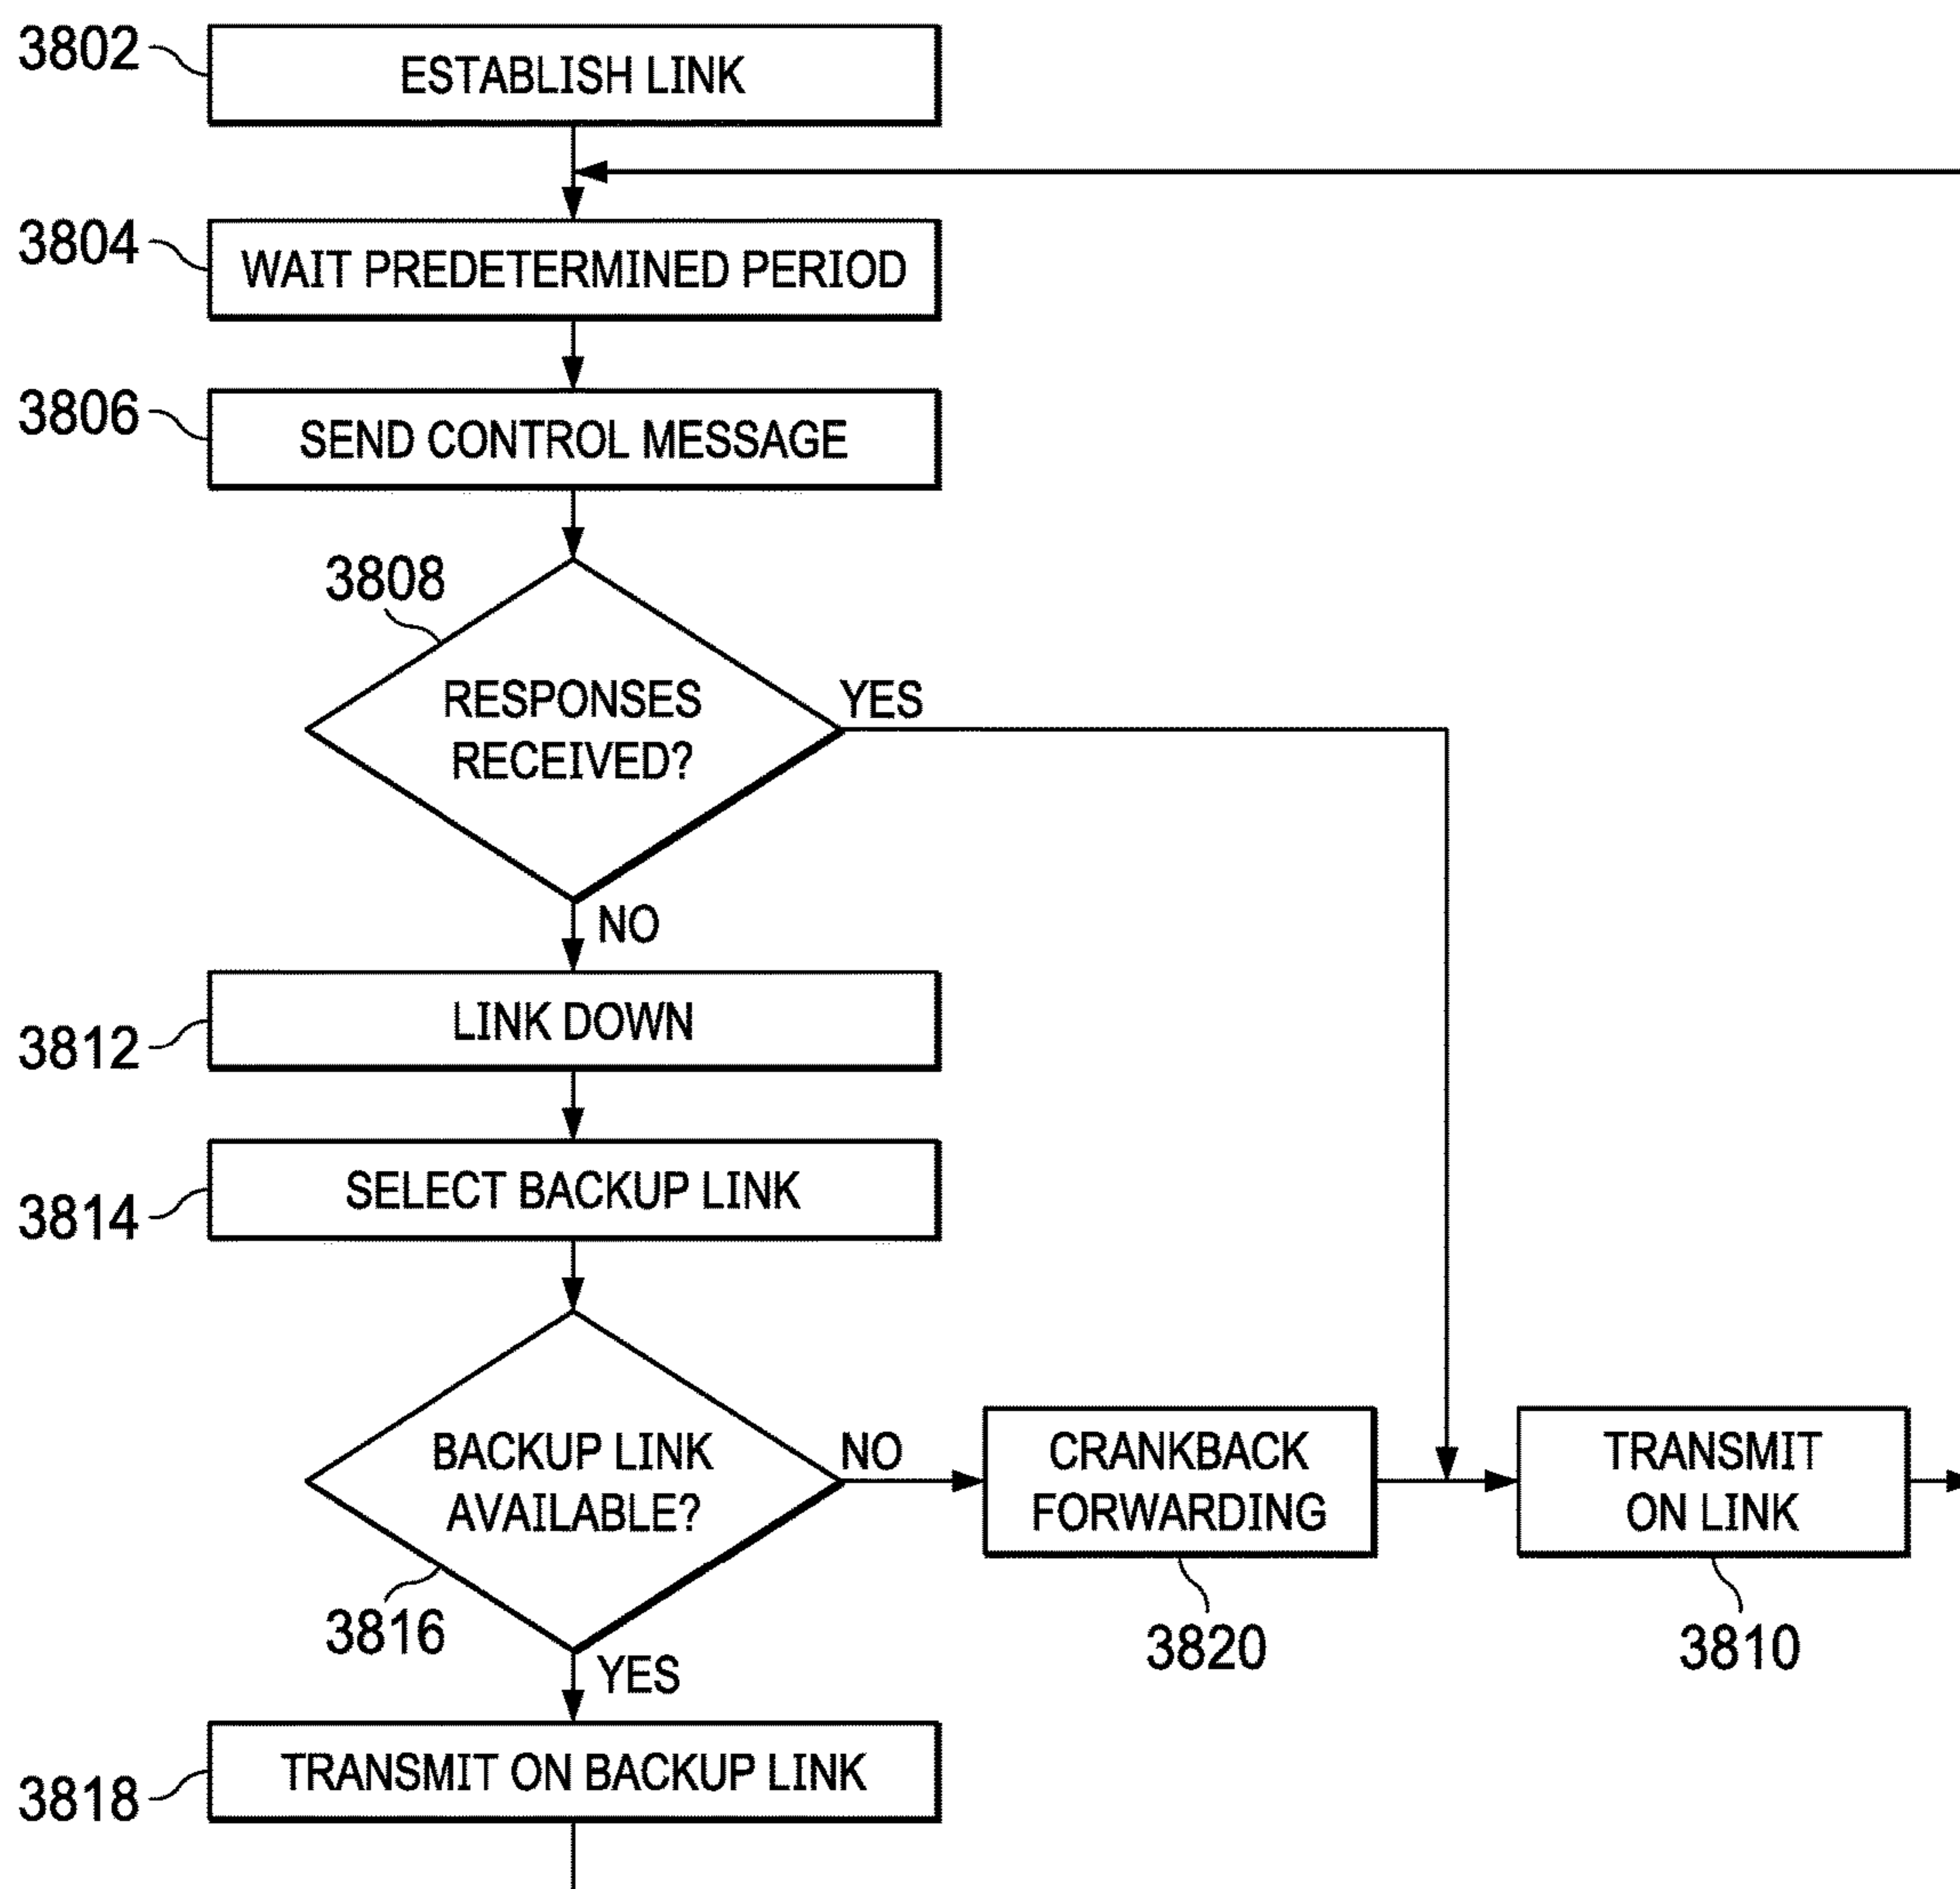 3802
ESTABLISH LINK
3804
WAIT PREDETERMINED PERIOD
3806
SEND CONTROL MESSAGE
3808
RESPONSES
RECEIVED?
YES
NO
3812
LINK DOWN
3814
SELECT BACKUP LINK
BACKUP LINK
AVAILABLE?
NO
CRANKBACK
FORWARDING
TRANSMIT
ON LINK
3816
3820
3810
YES
3818
TRANSMIT ON BACKUP LINK